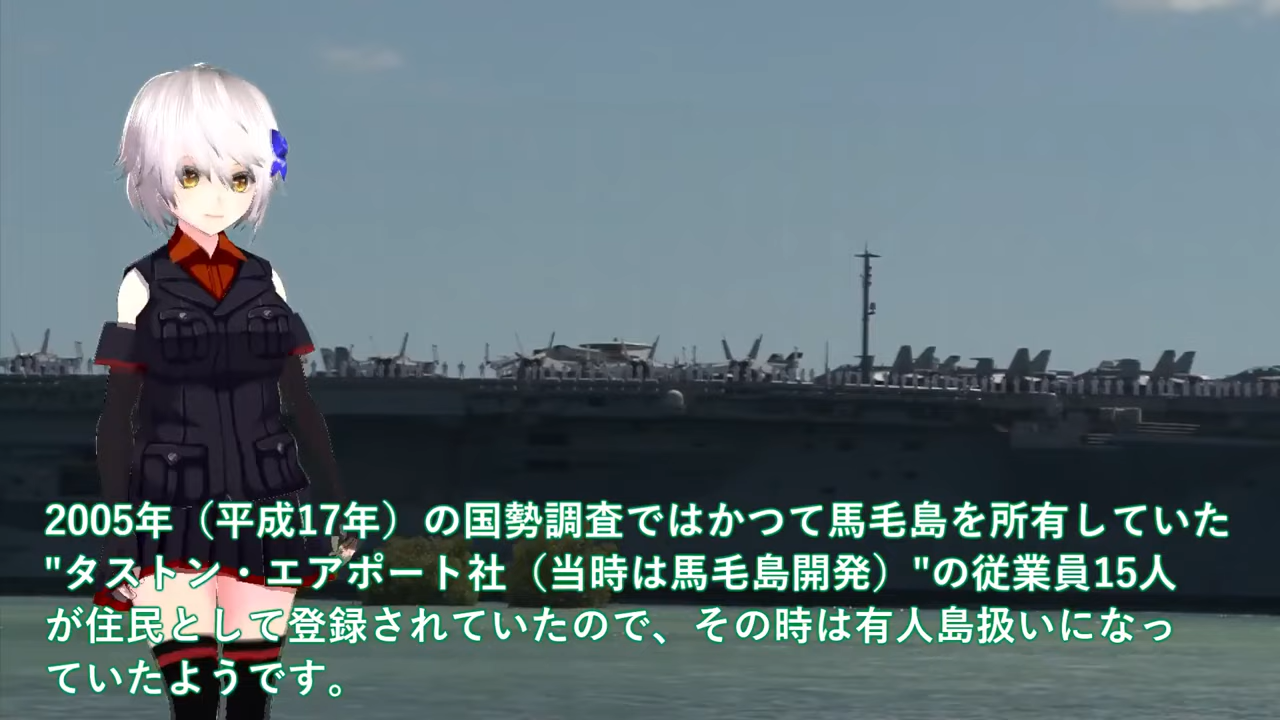 2005年（平成17年）の国勢調査ではかつて馬毛島を所有していた
"タストン・エアポート社（当時は馬毛島開発）"の従業員15人
が住民として登録されていたので、その時は有人島扱いになっ
ていたようです。